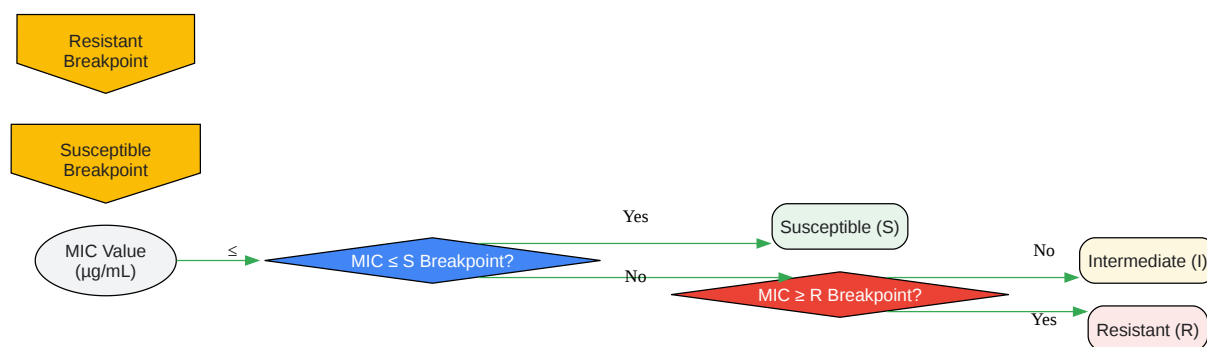 Resistant
Breakpoint
Susceptible
Breakpoint
MIC Value
(µg/mL)
≤
MIC ≤ S Breakpoint?
Yes
No
Susceptible (S)
MIC ≥ R Breakpoint?
No
Yes
Intermediate (I)
Resistant (R)